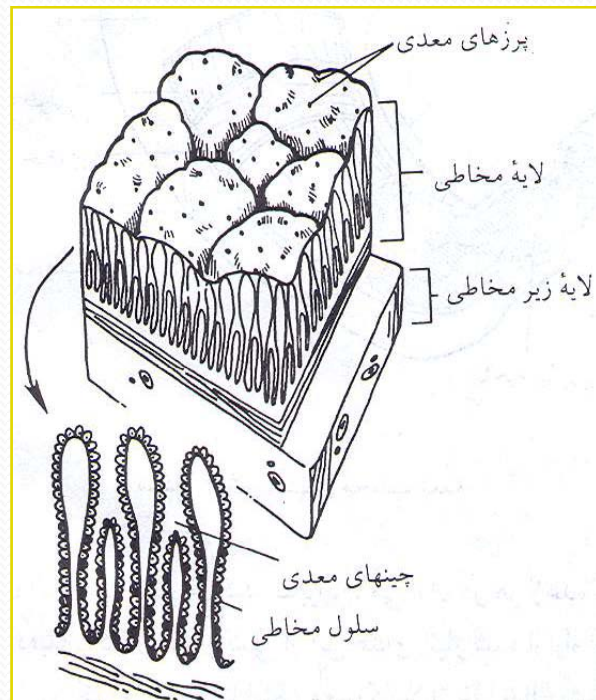 پرزهای معدی
لایهٔ مخاطی
لایهٔ زیر مخاطی
چینهای معدی
سلول مخاطی